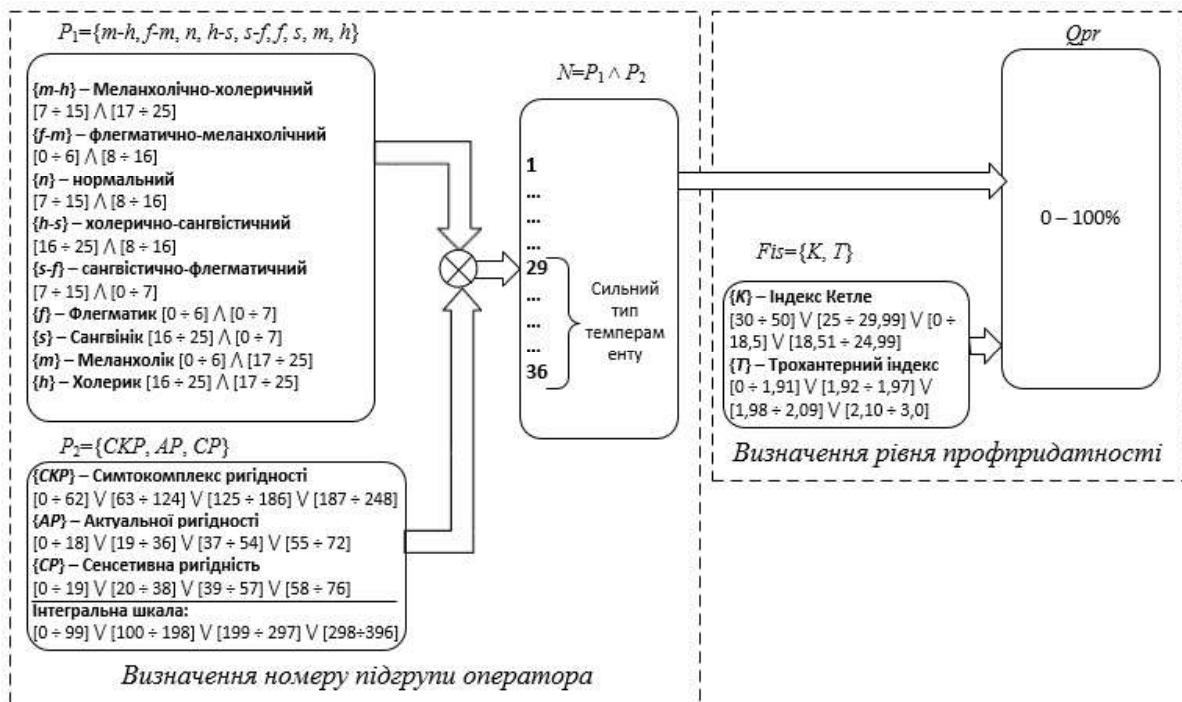 P₁={m-h, f-m, n, h-s, s-f, f, s, m, h}
{m-h} – Меланхолічно-холеричний
[7 ÷ 15] ⋀ [17 ÷ 25]
{f-m} – флегматично-меланхолічний
[0 ÷ 6] ⋀ [8 ÷ 16]
{n} – нормальний
[7 ÷ 15] ⋀ [8 ÷ 16]
{h-s} – холерично-сангвістичний
[16 ÷ 25] ⋀ [8 ÷ 16]
{s-f} – сангвістично-флегматичний
[7 ÷ 15] ⋀ [0 ÷ 7]
{f} – Флегматик [0 ÷ 6] ⋀ [0 ÷ 7]
{s} – Сангвінік [16 ÷ 25] ⋀ [0 ÷ 7]
{m} – Меланхолік [0 ÷ 6] ⋀ [17 ÷ 25]
{h} – Холерик [16 ÷ 25] ⋀ [17 ÷ 25]
P₂={СКР, АР, СР}
{СКР} – Симтокомплекс ригідності
[0 ÷ 62] ⋁ [63 ÷ 124] ⋁ [125 ÷ 186] ⋁ [187 ÷ 248]
{АР} – Актуальної ригідності
[0 ÷ 18] ⋁ [19 ÷ 36] ⋁ [37 ÷ 54] ⋁ [55 ÷ 72]
{СР} – Сенсетивна ригідність
[0 ÷ 19] ⋁ [20 ÷ 38] ⋁ [39 ÷ 57] ⋁ [58 ÷ 76]
Інтегральна шкала:
[0 ÷ 99] ⋁ [100 ÷ 198] ⋁ [199 ÷ 297] ⋁ [298÷396]
N=P₁ ∧ P₂
1
...
...
...
29
...
...
...
36
Сильний
тип
темперам
енту
Визначення номеру підгрупи оператора
Qpr
0 – 100%
Fis={K, T}
{K} – Індекс Кетле
[30 ÷ 50] ⋁ [25 ÷ 29,99] ⋁ [0 ÷
18,5] ⋁ [18,51 ÷ 24,99]
{T} – Трохантерний індекс
[0 ÷ 1,91] ⋁ [1,92 ÷ 1,97] ⋁
[1,98 ÷ 2,09] ⋁ [2,10 ÷ 3,0]
Визначення рівня профпридатності